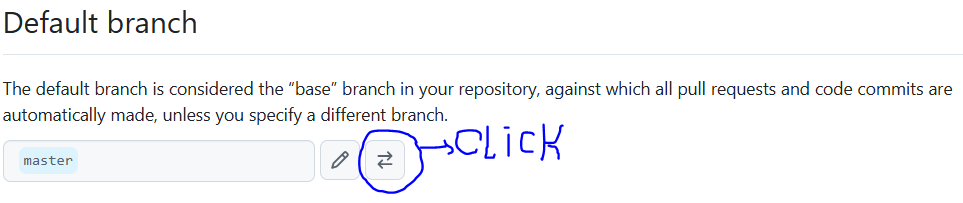 Default branch
The default branch is considered the “base” branch in your repository, against which all pull requests and code commits are
automatically made, unless you specify a different branch.
master
CLiCK